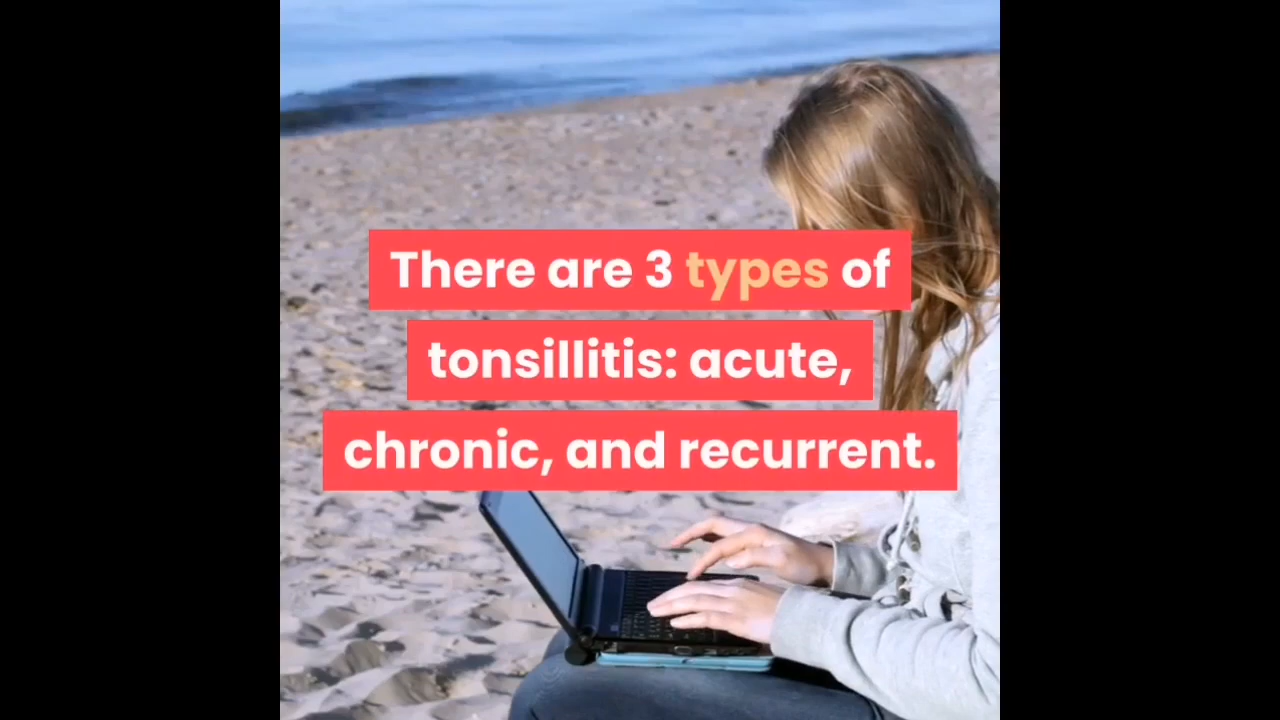 There are 3 types of
tonsillitis: acute,
chronic, and recurrent.